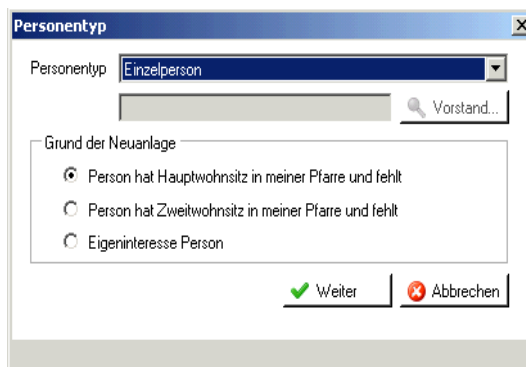 Personentyp
Personentyp Einzelperson
Vorstand...
Grund der Neuanlage
Person hat Hauptwohnsitz in meiner Pfarre und fehlt
Person hat Zweitwohnsitz in meiner Pfarre und fehlt
Eigeninteresse Person
Weiter Abbrechen